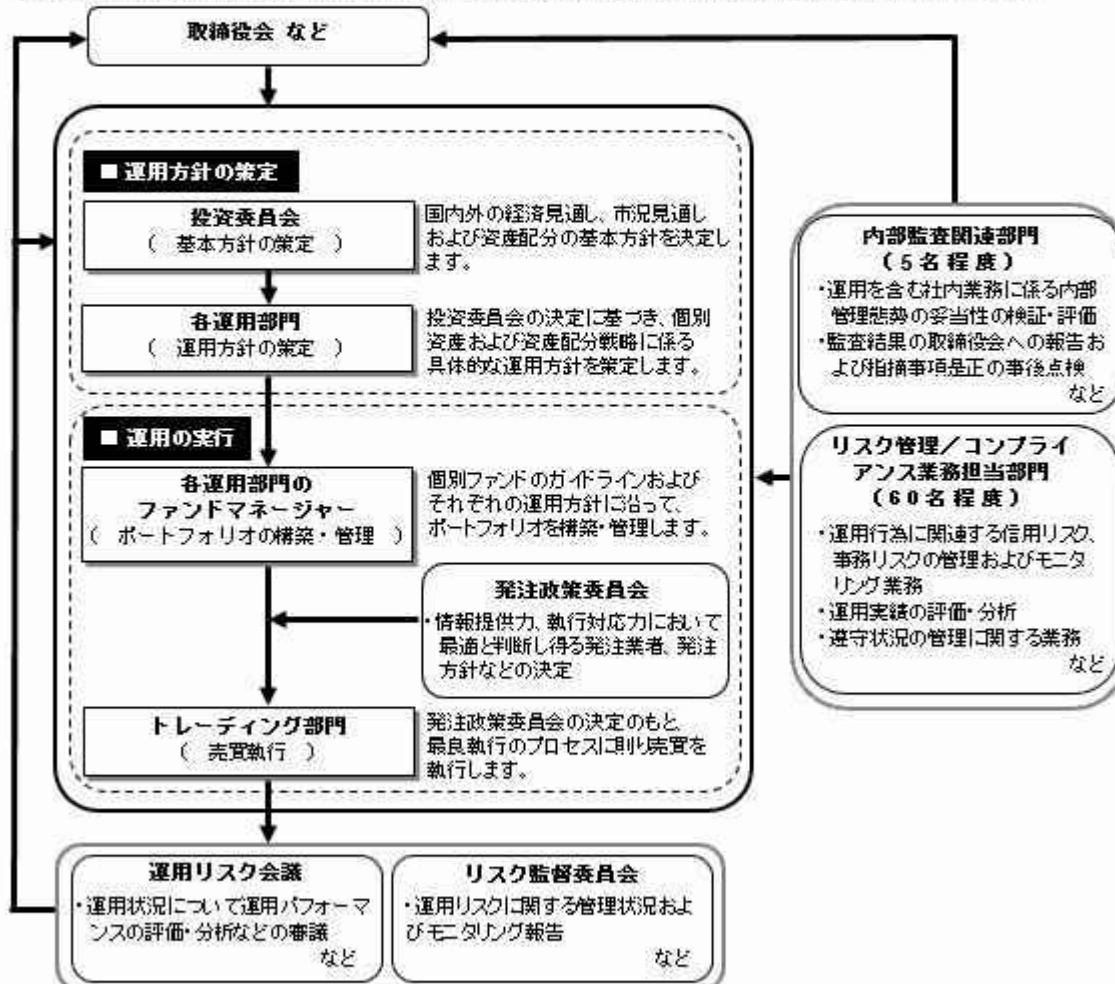 取締役会 など
■ 運用方針の策定
投資委員会
( 基本方針の策定 )
国内外の経済見通し、市況見通し
および資産配分の基本方針を決定し
ます。
各運用部門
( 運用方針の策定 )
投資委員会の決定に基づき、個別
資産および資産配分戦略に係る
具体的な運用方針を策定します。
■ 運用の実行
各運用部門の
ファンドマネージャー
( ポートフォリオの構築・管理 )
個別ファンドのガイドラインおよび
それぞれの運用方針に沿って、
ポートフォリオを構築・管理します。
発注政策委員会
・情報提供力、執行対応力において
最適と判断し得る発注業者、発注
方針などの決定
トレーディング部門
( 売買執行 )
発注政策委員会の決定のもと、
最良執行のプロセスに則り売買を
執行します。
内部監査関連部門
(5名程度)
・運用を含む社内業務に係る内部
管理態勢の妥当性の検証・評価
・監査結果の取締役会への報告お
よび指摘事項是正の事後点検
など
リスク管理/コンプライ
アンス業務担当部門
(60名程度)
・運用行為に関連する信用リスク、
事務リスクの管理およびモニタ
リング業務
・運用実績の評価・分析
・遵守状況の管理に関する業務
など
運用リスク会議
・運用状況について運用パフォーマ
ンスの評価・分析などの審議
など
リスク監督委員会
・運用リスクに関する管理状況およ
びモニタリング報告
など